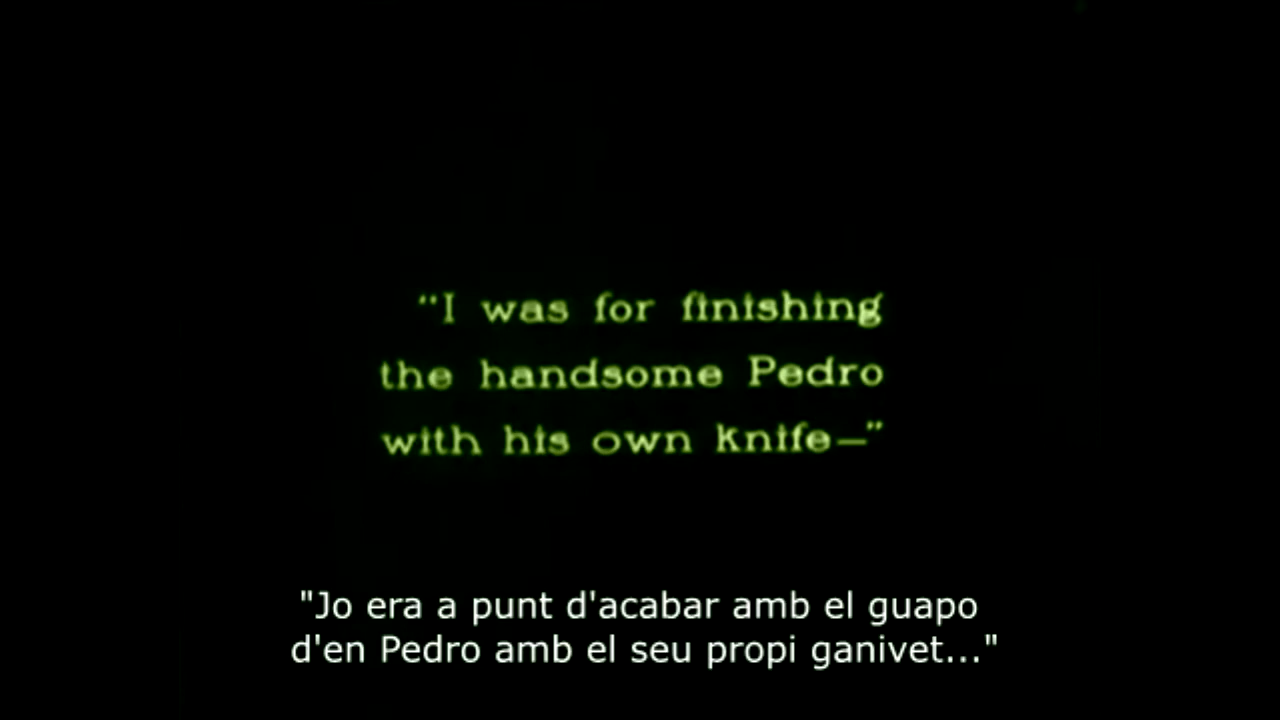 “I was for finishing
the handsome Pedro
with his own knife—”
"Jo era a punt d'acabar amb el guapo
d'en Pedro amb el seu propi ganivet..."